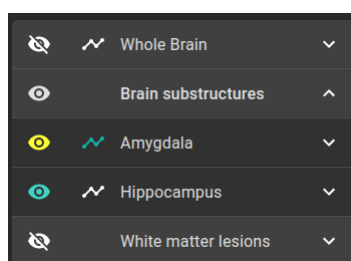 Whole Brain
Brain substructures
Amygdala
Hippocampus
White matter lesions